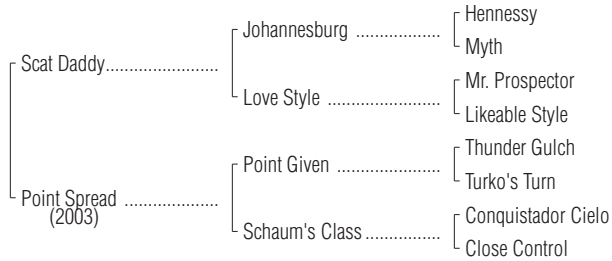 Hennessy
Johannesburg ..................
Myth
Scat Daddy........................
Mr. Prospector
Love Style ........................
Likeable Style
Thunder Gulch
Point Given ......................
Turko's Turn
Point Spread ....................
(2003)
Conquistador Cielo
Schaum's Class................
Close Control